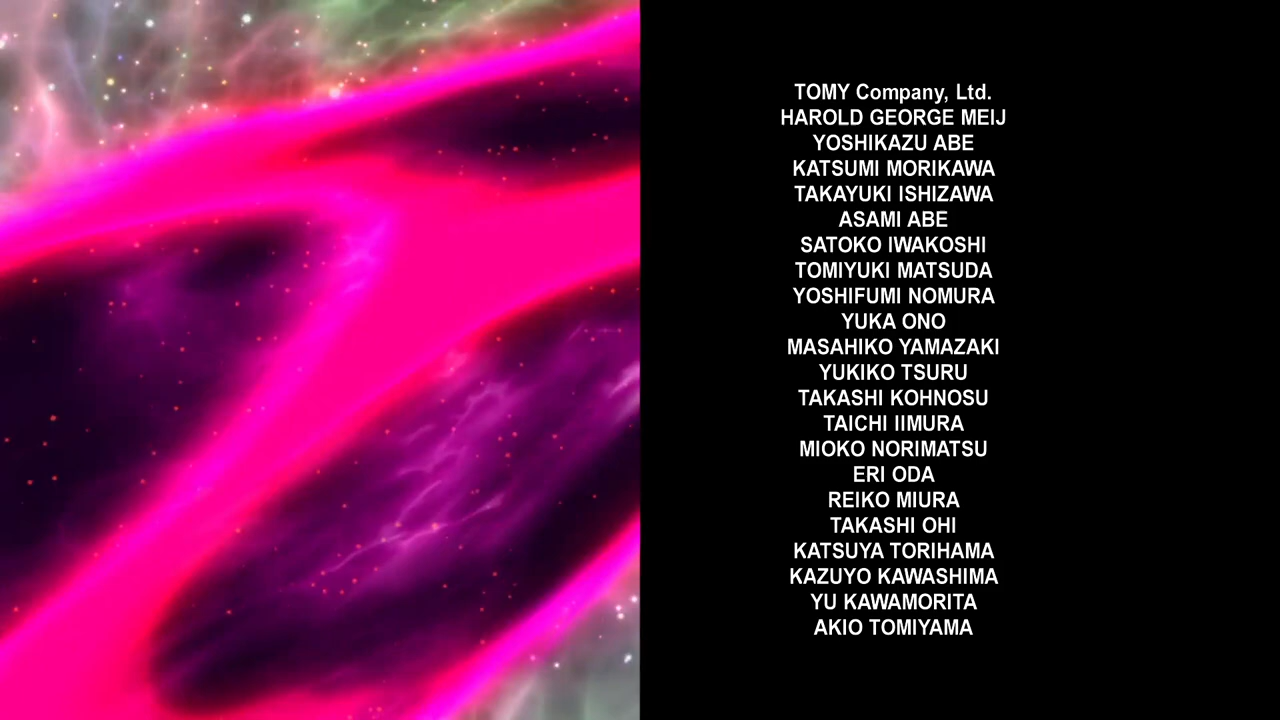 TOMY Company, Ltd.
HAROLD GEORGE MEIJ
YOSHIKAZU ABE
KATSUMI MORIKAWA
TAKAYUKI ISHIZAWA
ASAMI ABE
SATOKO IWAKOSHI
TOMIYUKI MATSUDA
YOSHIFUMI NOMURA
YUKA ONO
MASAHIKO YAMAZAKI
YUKIKO TSURU
TAKASHI KOHNOSU
TAICHI IIMURA
MIOKO NORIMATSU
ERI ODA
REIKO MIURA
TAKASHI OHI
KATSUYA TORIHAMA
KAZUYO KAWASHIMA
YU KAWAMORITA
AKIO TOMIYAMA